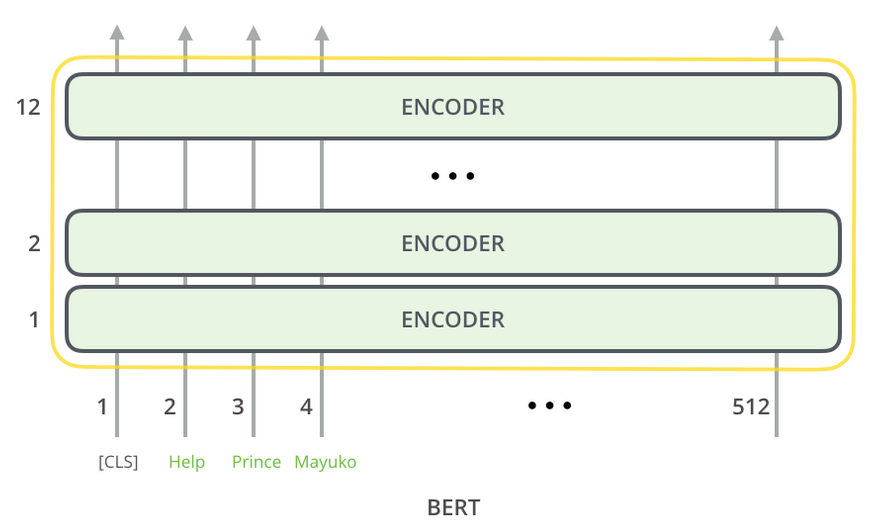 12 ENCODER
...
2 ENCODER
1 ENCODER
1 2 3 4 ... 512
[CLS] Help Prince Mayuko
BERT